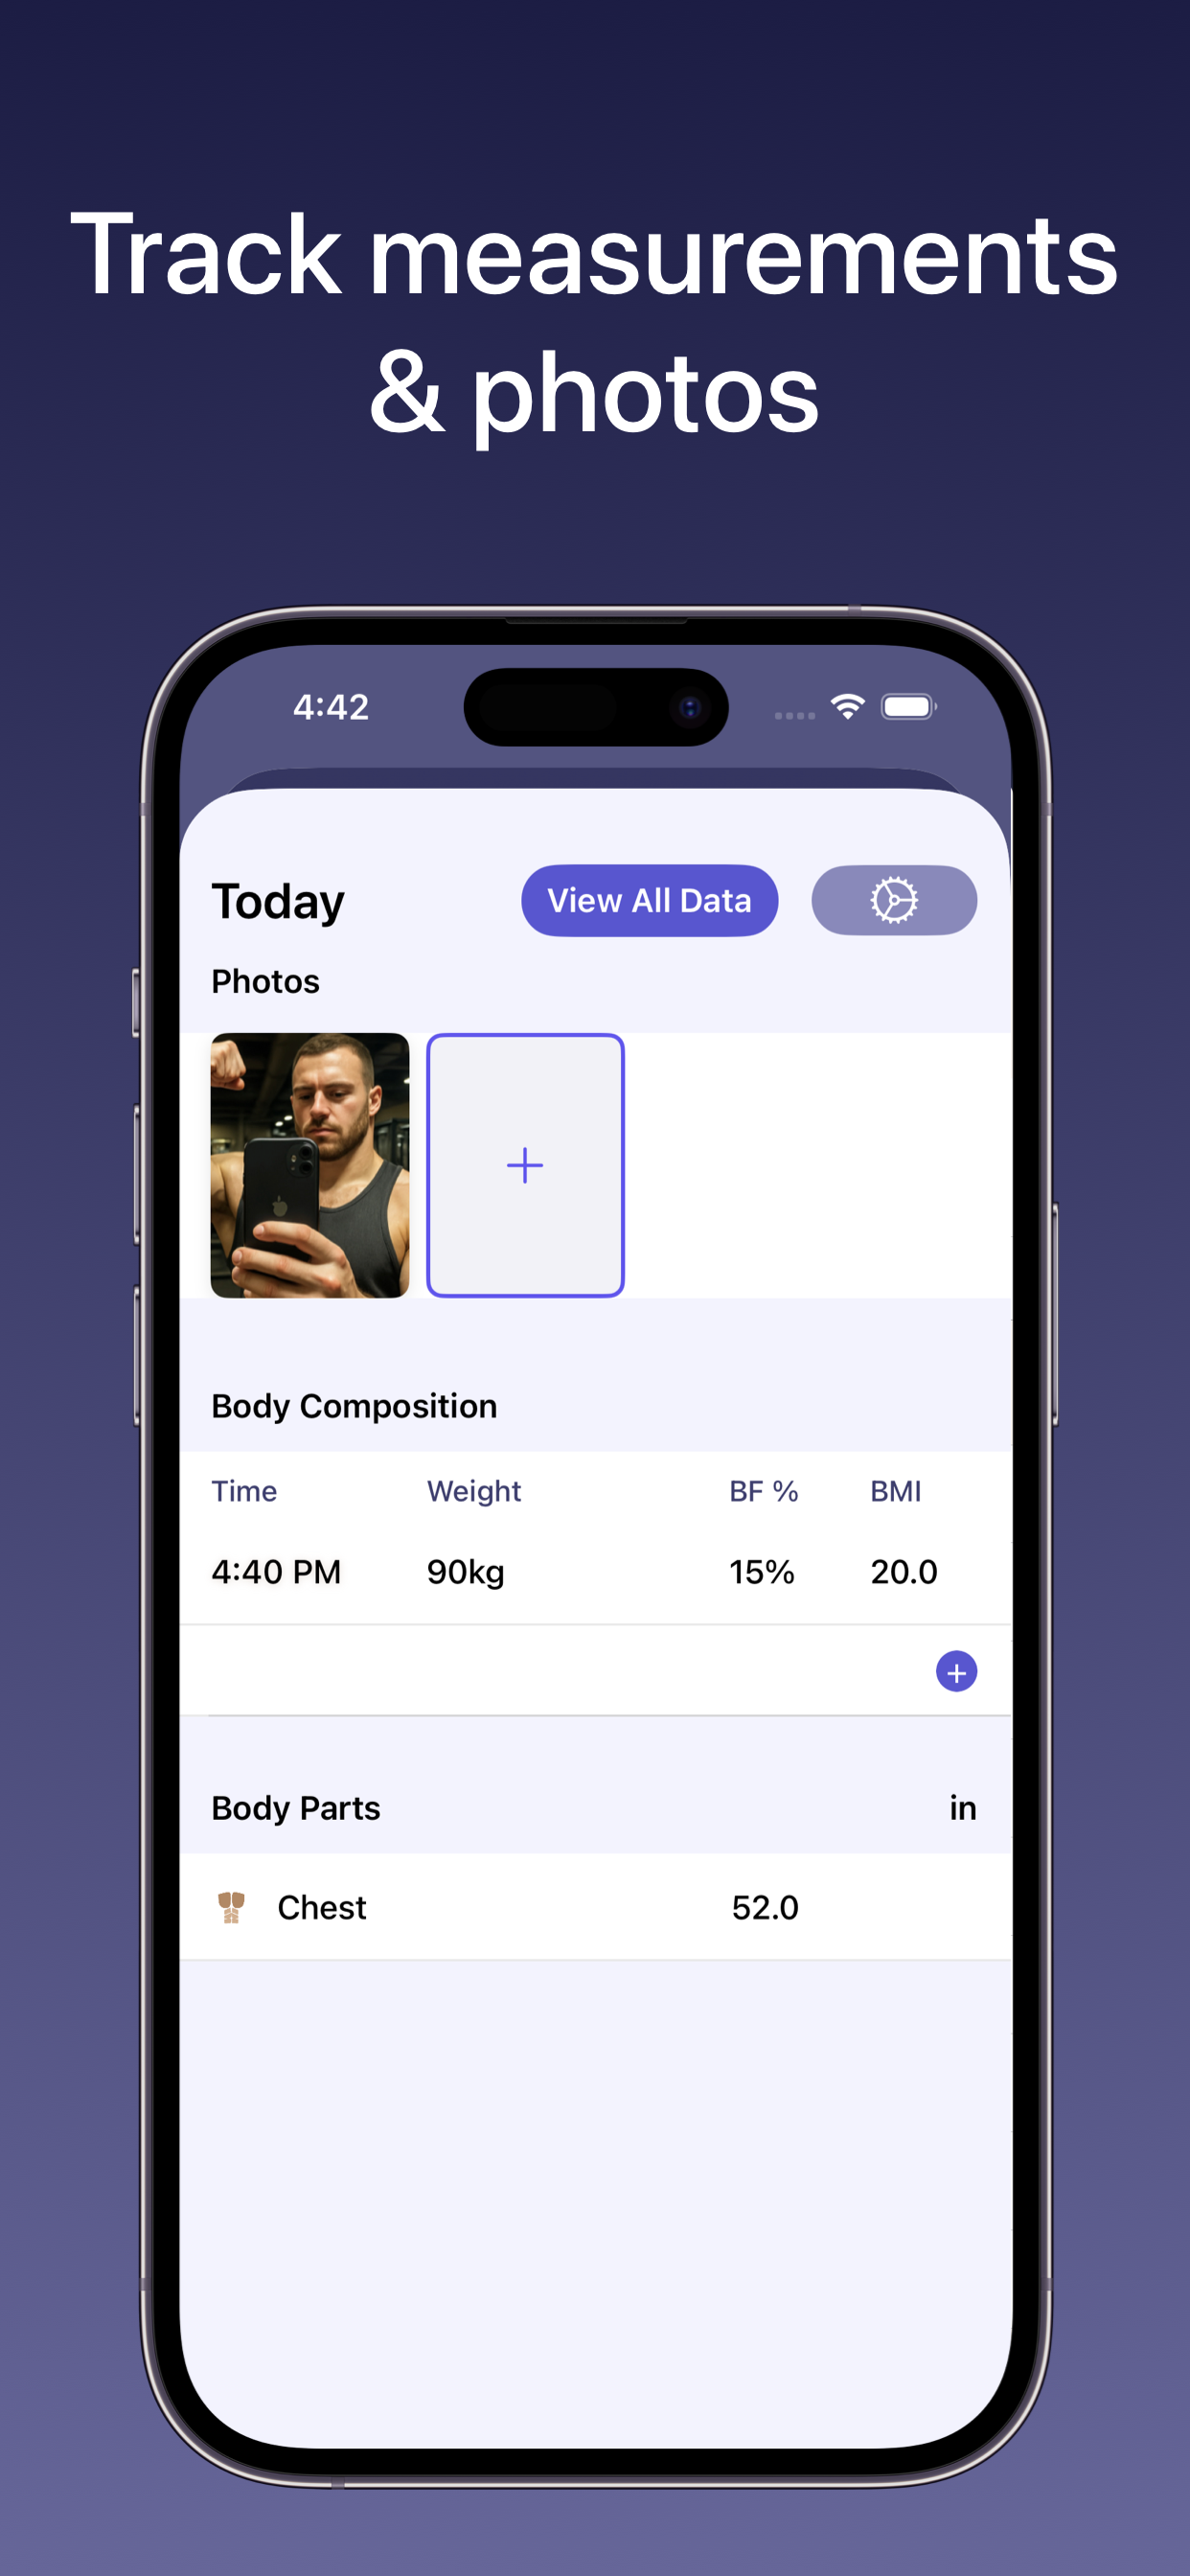 Track measurements
& photos
4:42
Today
View All Data
Photos
Body Composition
Time Weight BF % BMI
4:40 PM 90kg 15% 20.0
Body Parts in
Chest 52.0